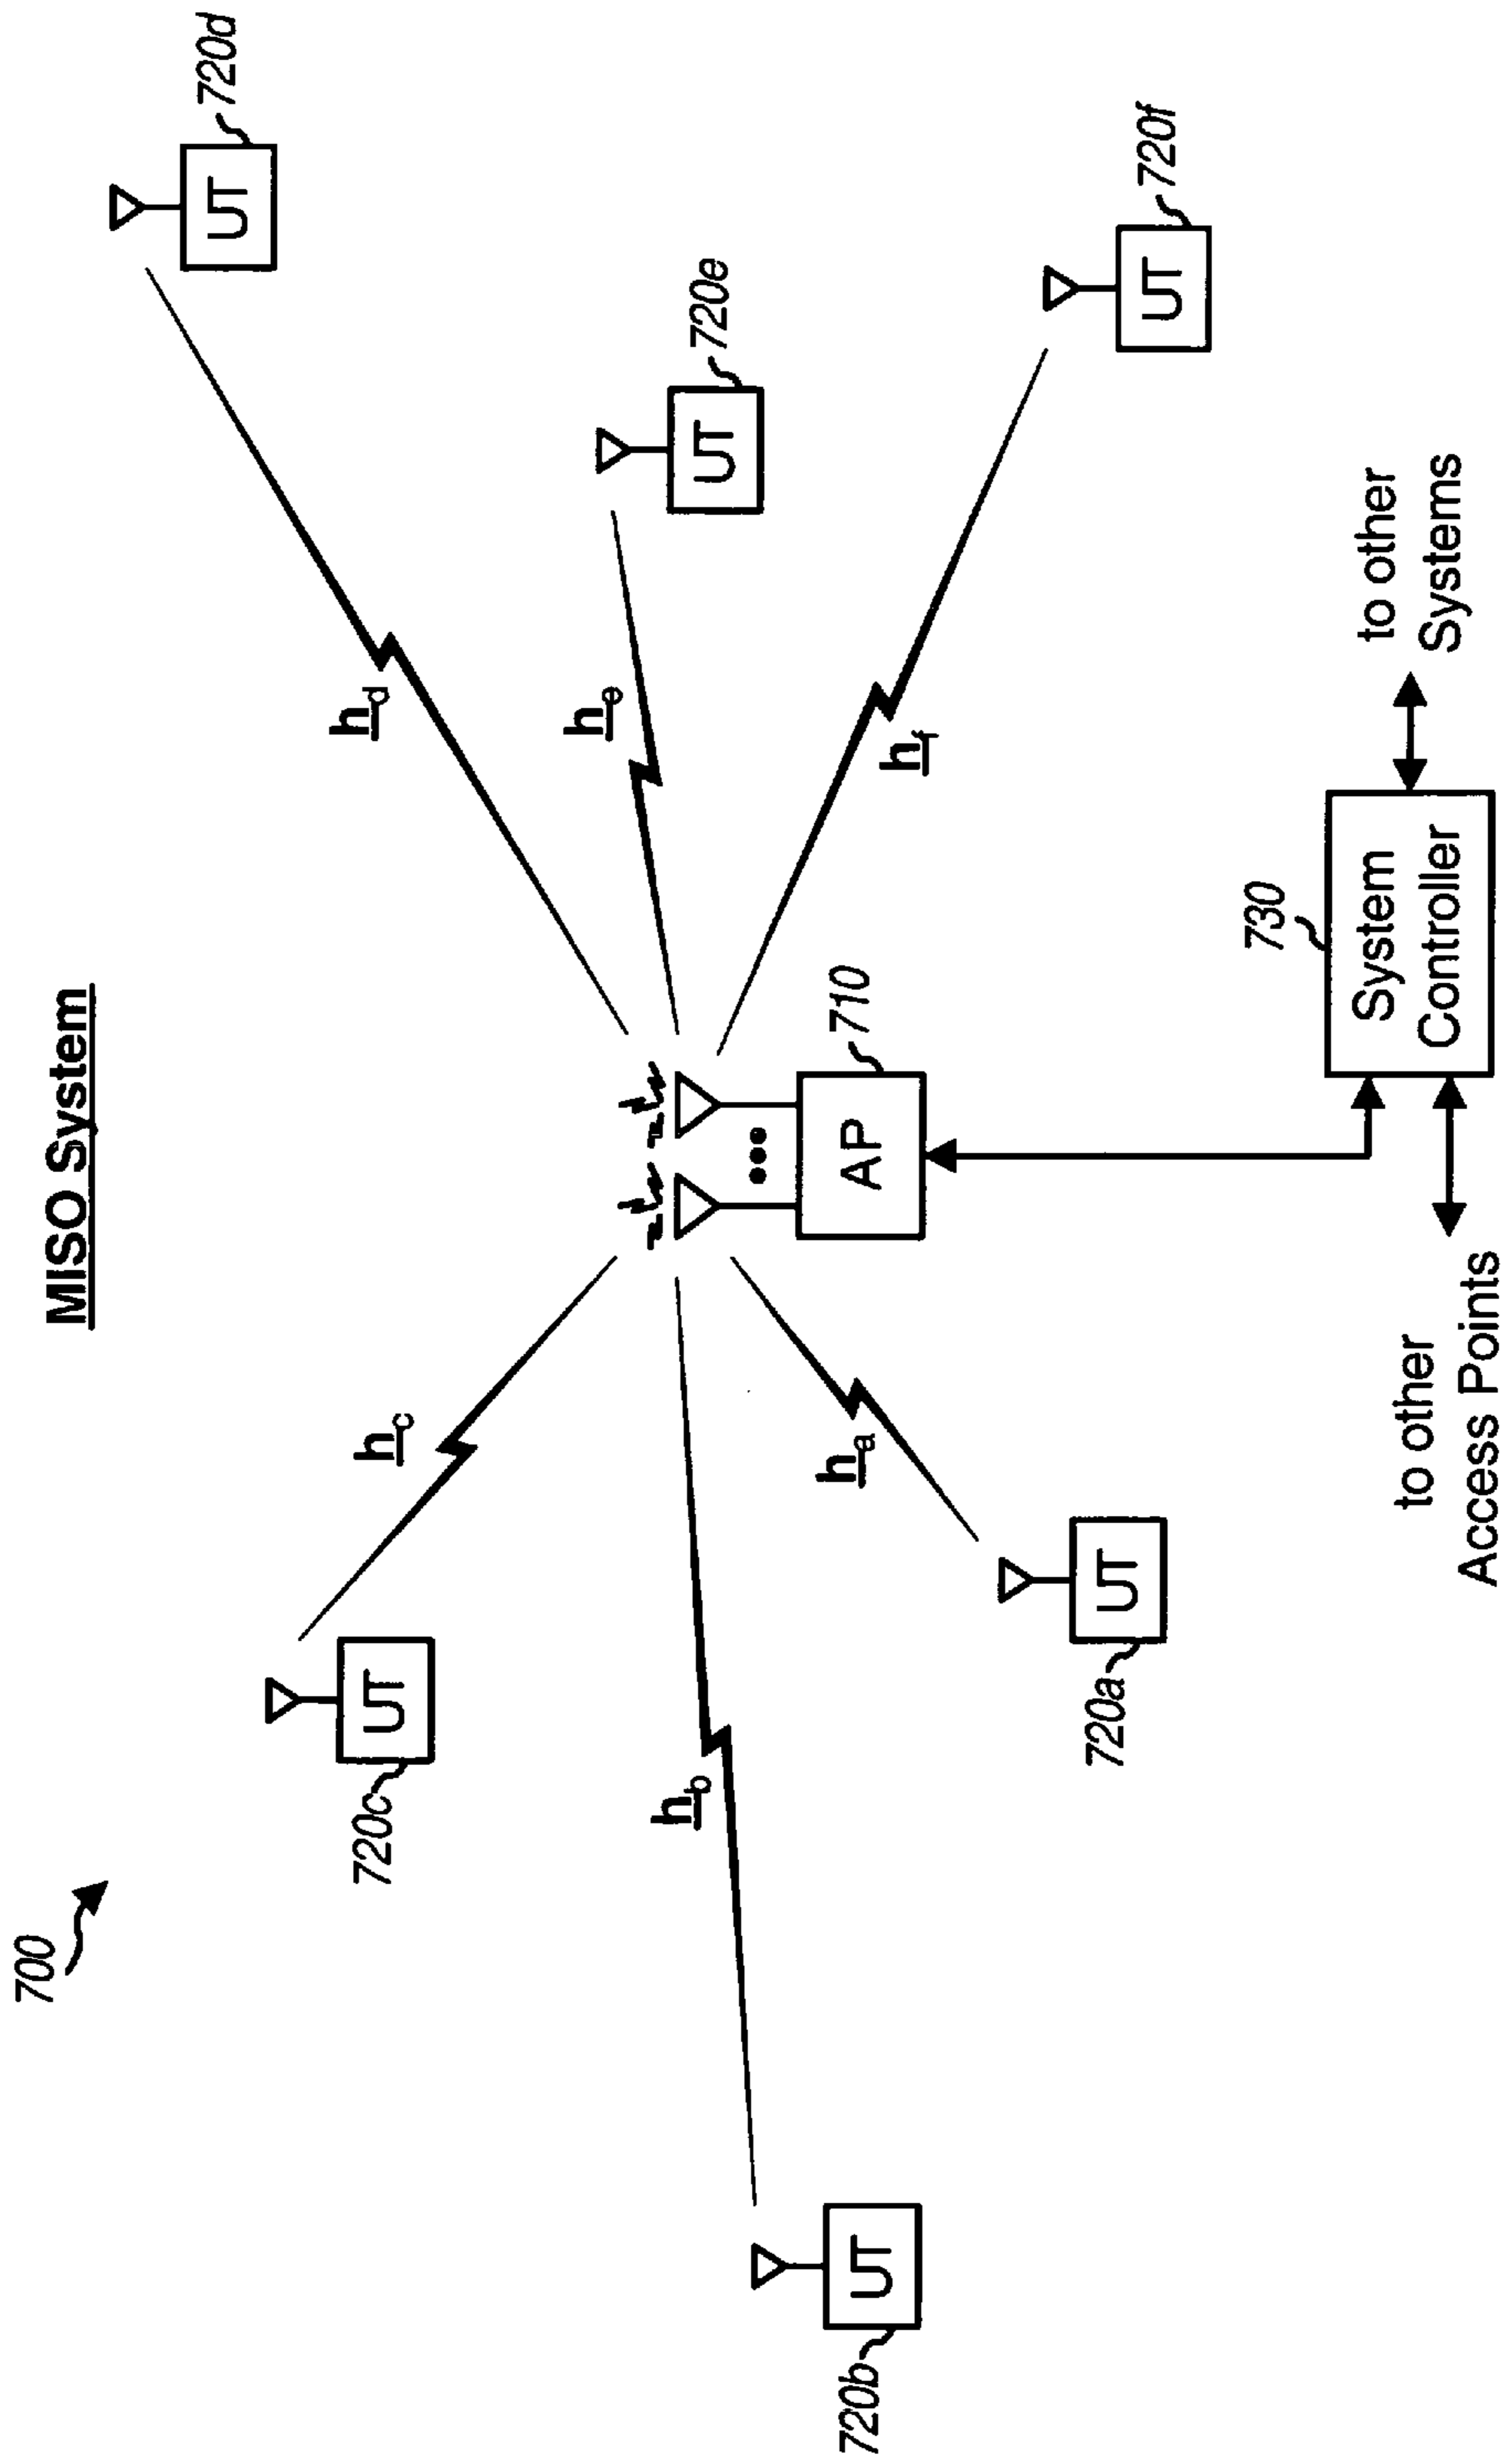 MISO System
700
720d
UT
h_d
720c
UT
h_c
720e
UT
h_e
h_b
720b
UT
h_a
720a
UT
AP
710
h_f
720f
UT
730
System
Controller
to other
Access Points
to other
Systems